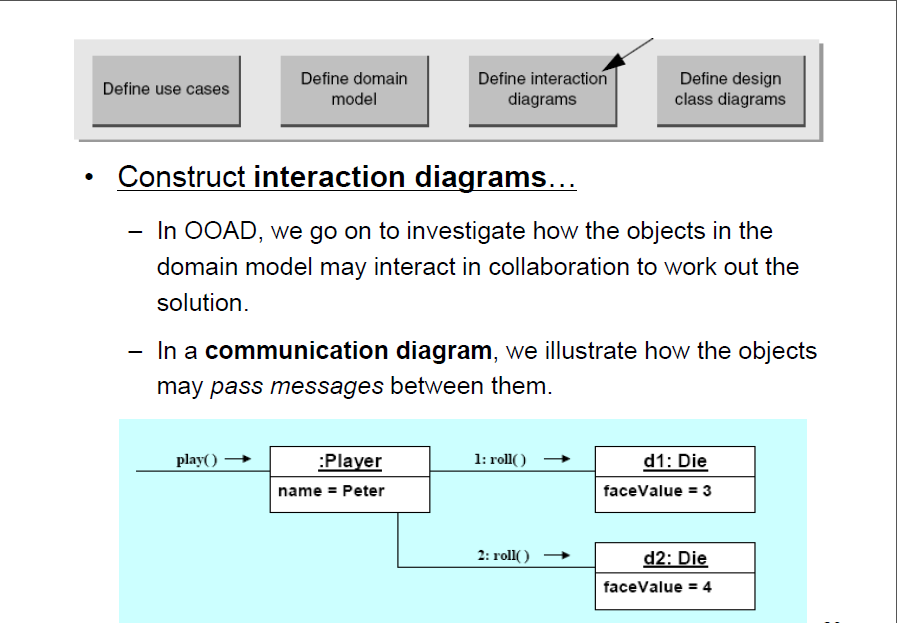 Define use cases
Define domain
model
Define interaction
diagrams
Define design
class diagrams
• Construct interaction diagrams…
– In OOAD, we go on to investigate how the objects in the
domain model may interact in collaboration to work out the
solution.
– In a communication diagram, we illustrate how the objects
may pass messages between them.
play( )
:Player
name = Peter
1: roll( )
d1: Die
faceValue = 3
2: roll( )
d2: Die
faceValue = 4